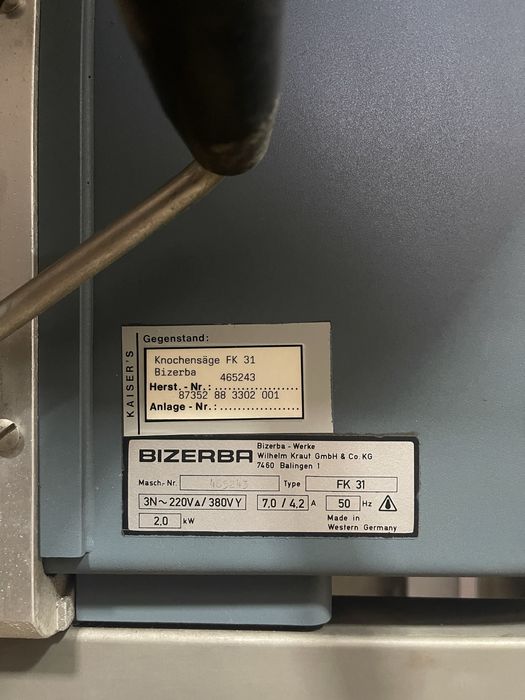 KAISER'S
Gegenstand:
Knochensäge FK 31
Bizerba
465243
Herst.-Nr.:
87352 88 3302 001
Anlage-Nr.:
BIZERBA
Bizerba-Werke
Wilhelm Kraut GmbH & Co. KG
7460 Balingen 1
Masch.-Nr. 465243 Type FK 31
3N~220V▵/380VY 7,0 / 4,2 A 50 Hz
2,0 kW
Made in
Western Germany